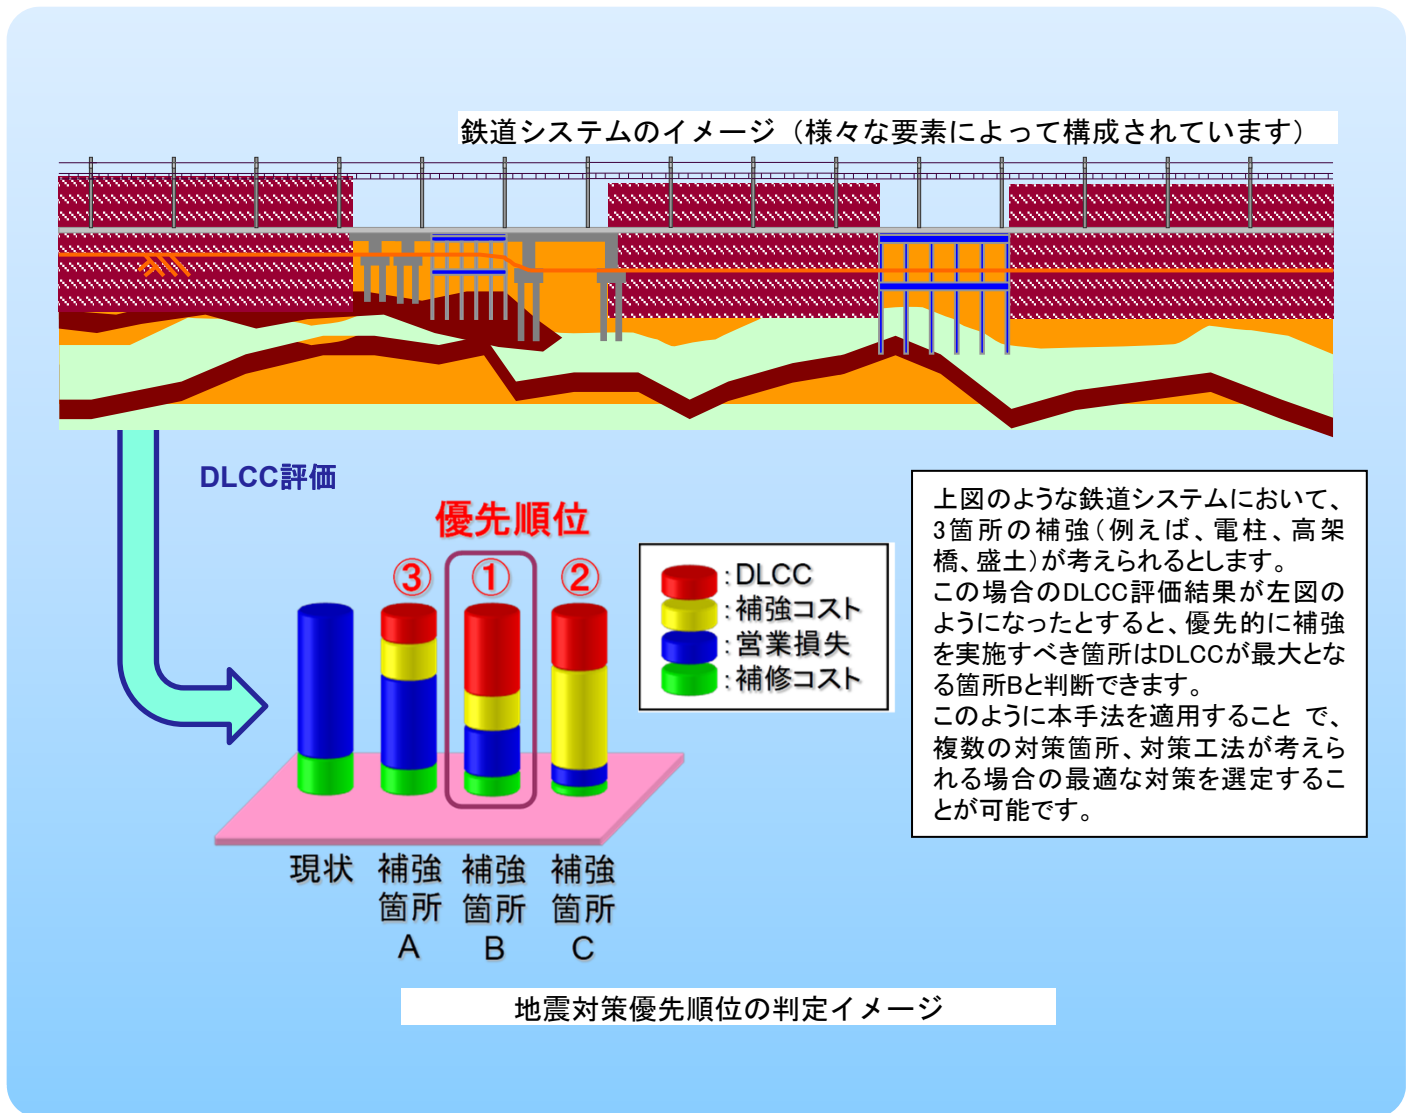 鉄道システムのイメージ（様々な要素によって構成されています）
DLCC評価
優先順位
③ ① ②
：DLCC
：補強コスト
：営業損失
：補修コスト
現状
補強
箇所
A
補強
箇所
B
補強
箇所
C
上図のような鉄道システムにおいて、
3箇所の補強（例えば、電柱、高架
橋、盛土）が考えられるとします。
この場合のDLCC評価結果が左図の
ようになったとすると、優先的に補強
を実施すべき箇所はDLCCが最大とな
る箇所Bと判断できます。
このように本手法を適用すること で、
複数の対策箇所、対策工法が考えら
れる場合の最適な対策を選定するこ
とが可能です。
地震対策優先順位の判定イメージ